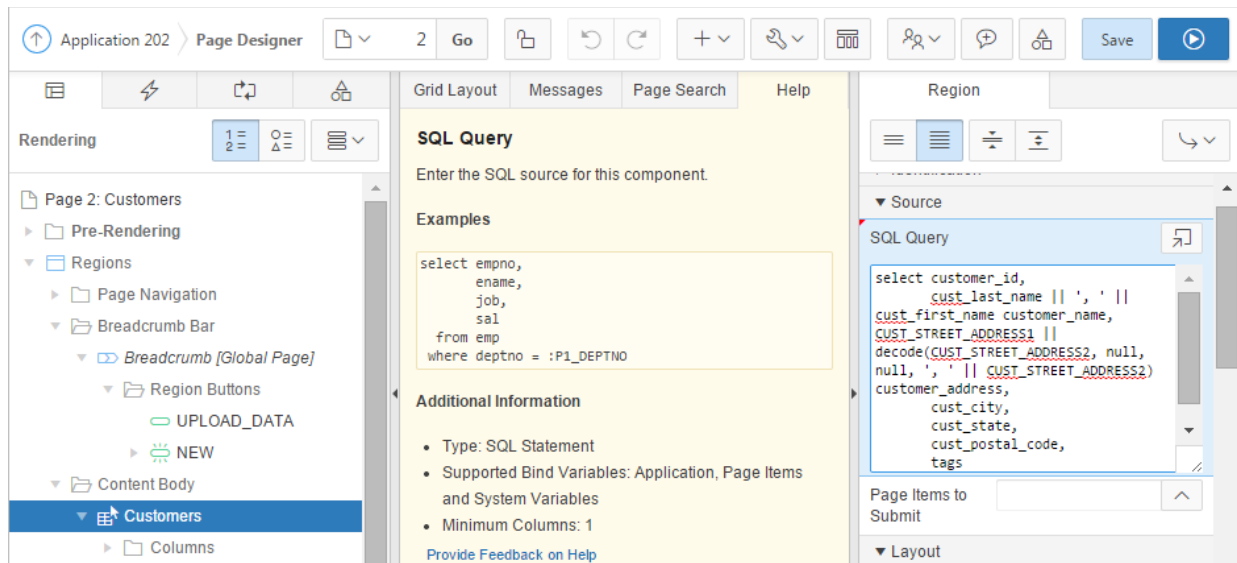 Application 202 Page Designer 2 Go Save
Grid Layout Messages Page Search Help Region
Rendering
Page 2: Customers
Pre-Rendering
Regions
Page Navigation
Breadcrumb Bar
Breadcrumb [Global Page]
Region Buttons
UPLOAD_DATA
NEW
Content Body
Customers
Columns
SQL Query
Enter the SQL source for this component.
Examples
select empno,
ename,
job,
sal
from emp
where deptno = :P1_DEPTNO
Additional Information
• Type: SQL Statement
• Supported Bind Variables: Application, Page Items
and System Variables
• Minimum Columns: 1
Provide Feedback on Help
Source
SQL Query
select customer_id,
cust_last_name || ', ' ||
cust_first_name customer_name,
CUST_STREET_ADDRESS1 ||
decode(CUST_STREET_ADDRESS2, null,
null, ', ' || CUST_STREET_ADDRESS2)
customer_address,
cust_city,
cust_state,
cust_postal_code,
tags
Page Items to
Submit
Layout